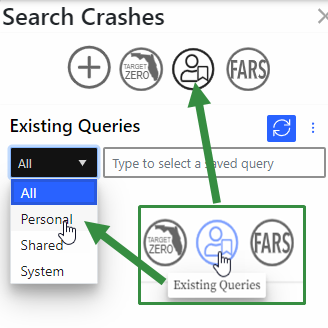 Search Crashes
TARGET
ZERO
FARS
Existing Queries
All
Type to select a saved query
All
Personal
Shared
System
TARGET
ZERO
FARS
Existing Queries